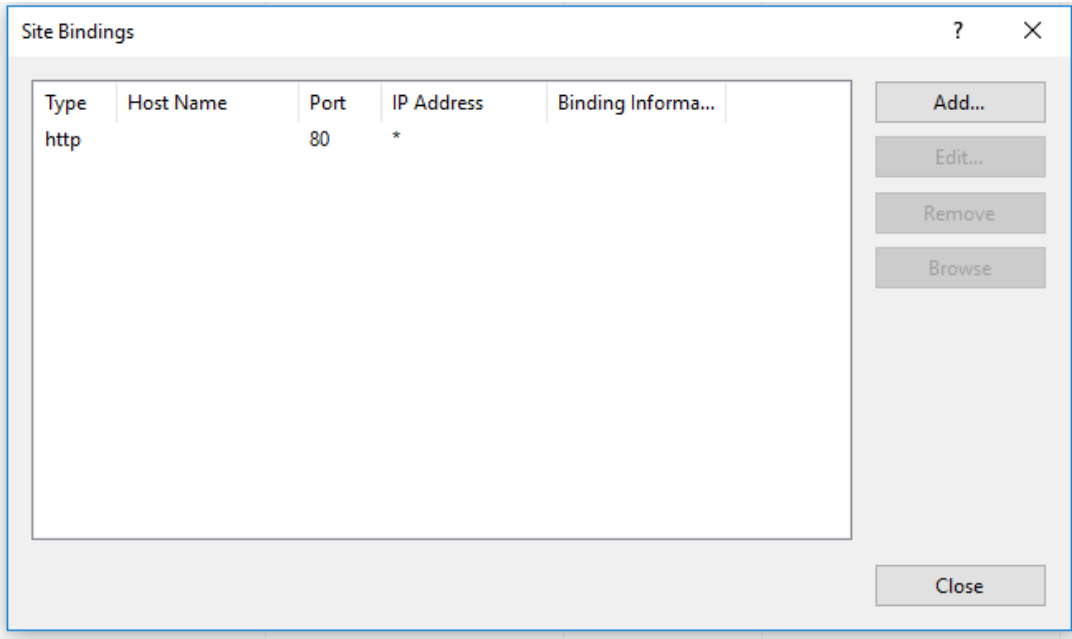 Site Bindings ?
Type Host Name Port IP Address Binding Informa...
http 80 *
Add...
Edit...
Remove
Browse
Close